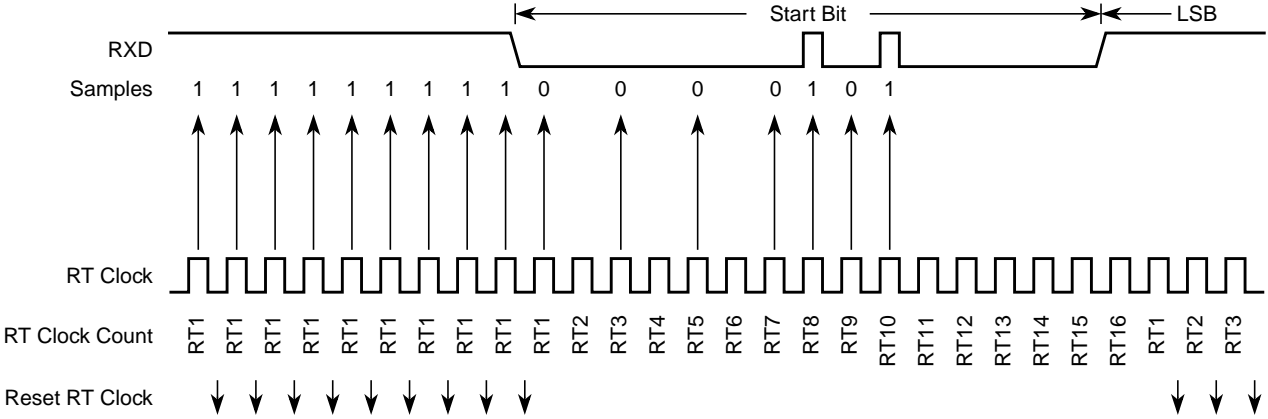 Start Bit LSB
RXD
Samples 1 1 1 1 1 1 1 1 1 0 0 0 0 1 0 1
RT Clock
RT Clock Count RT1 RT1 RT1 RT1 RT1 RT1 RT1 RT1 RT1 RT1 RT2 RT3 RT4 RT5 RT6 RT7 RT8 RT9 RT10 RT11 RT12 RT13 RT14 RT15 RT16 RT1 RT2 RT3
Reset RT Clock